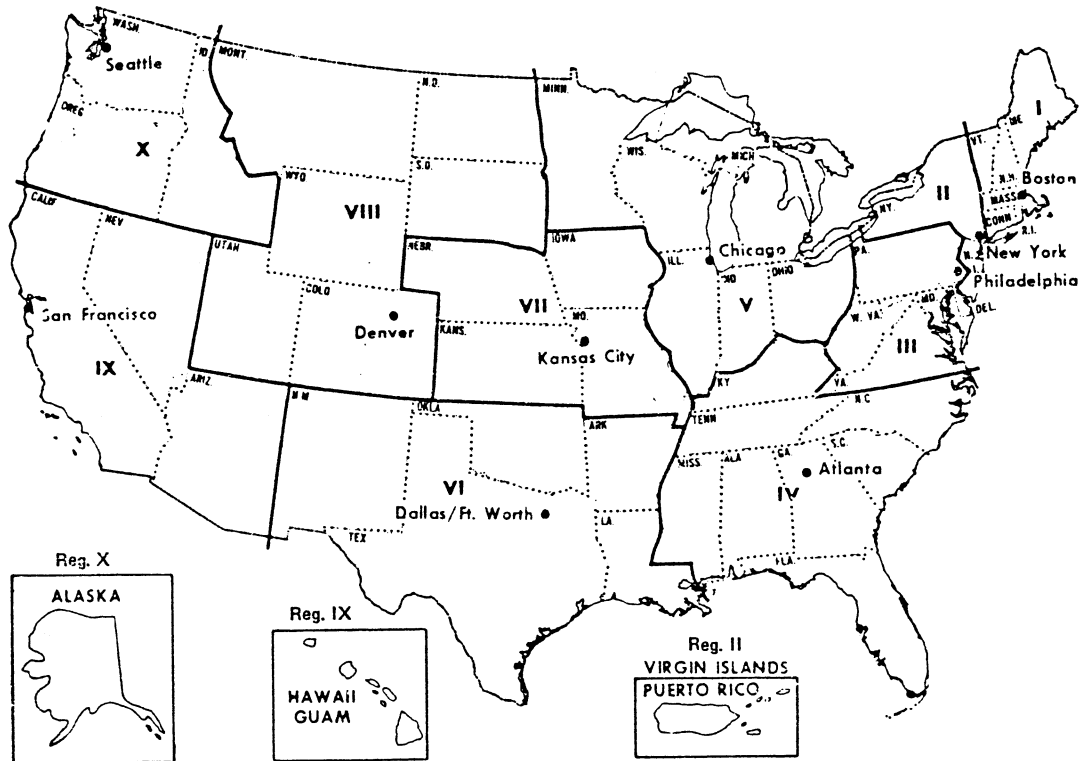 WASH.
Seattle
ID
MONT.
N.D.
MINN.
OREG
X
S.D.
WIS.
MICH
VT.
ME
I
N.H.
Boston
MASS
CONN
R.I.
II
N.Y.
New York
Philadelphia
CALIF
NEV
UTAH
WYO
VIII
NEBR
IOWA
ILL.
Chicago
IND
OHIO
PA.
MD.
DEL.
W. VA.
COLO
Denver
KANS.
VII
MO.
Kansas City
V
III
San Francisco
IX
ARIZ.
N.M.
OKLA
ARK
KY
VA.
TENN
N.C
MISS.
ALA
GA
S.C.
Atlanta
IV
VI
Dallas/Ft. Worth
TEX
LA.
FLA.
Reg. X
ALASKA
Reg. IX
HAWAII
GUAM
Reg. II
VIRGIN ISLANDS
PUERTO RICO